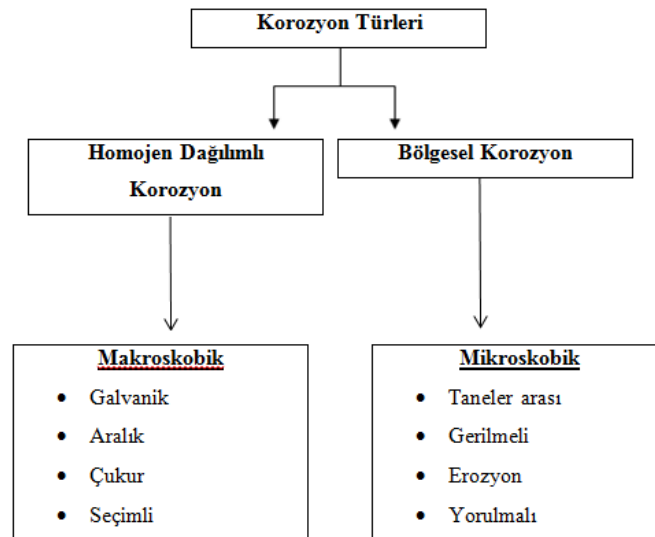 Korozyon Türleri
Homojen Dağılımlı
Korozyon
Bölgesel Korozyon
Makroskobik
• Galvanik
• Aralık
• Çukur
• Seçimli
Mikroskobik
• Taneler arası
• Gerilmeli
• Erozyon
• Yorulmalı